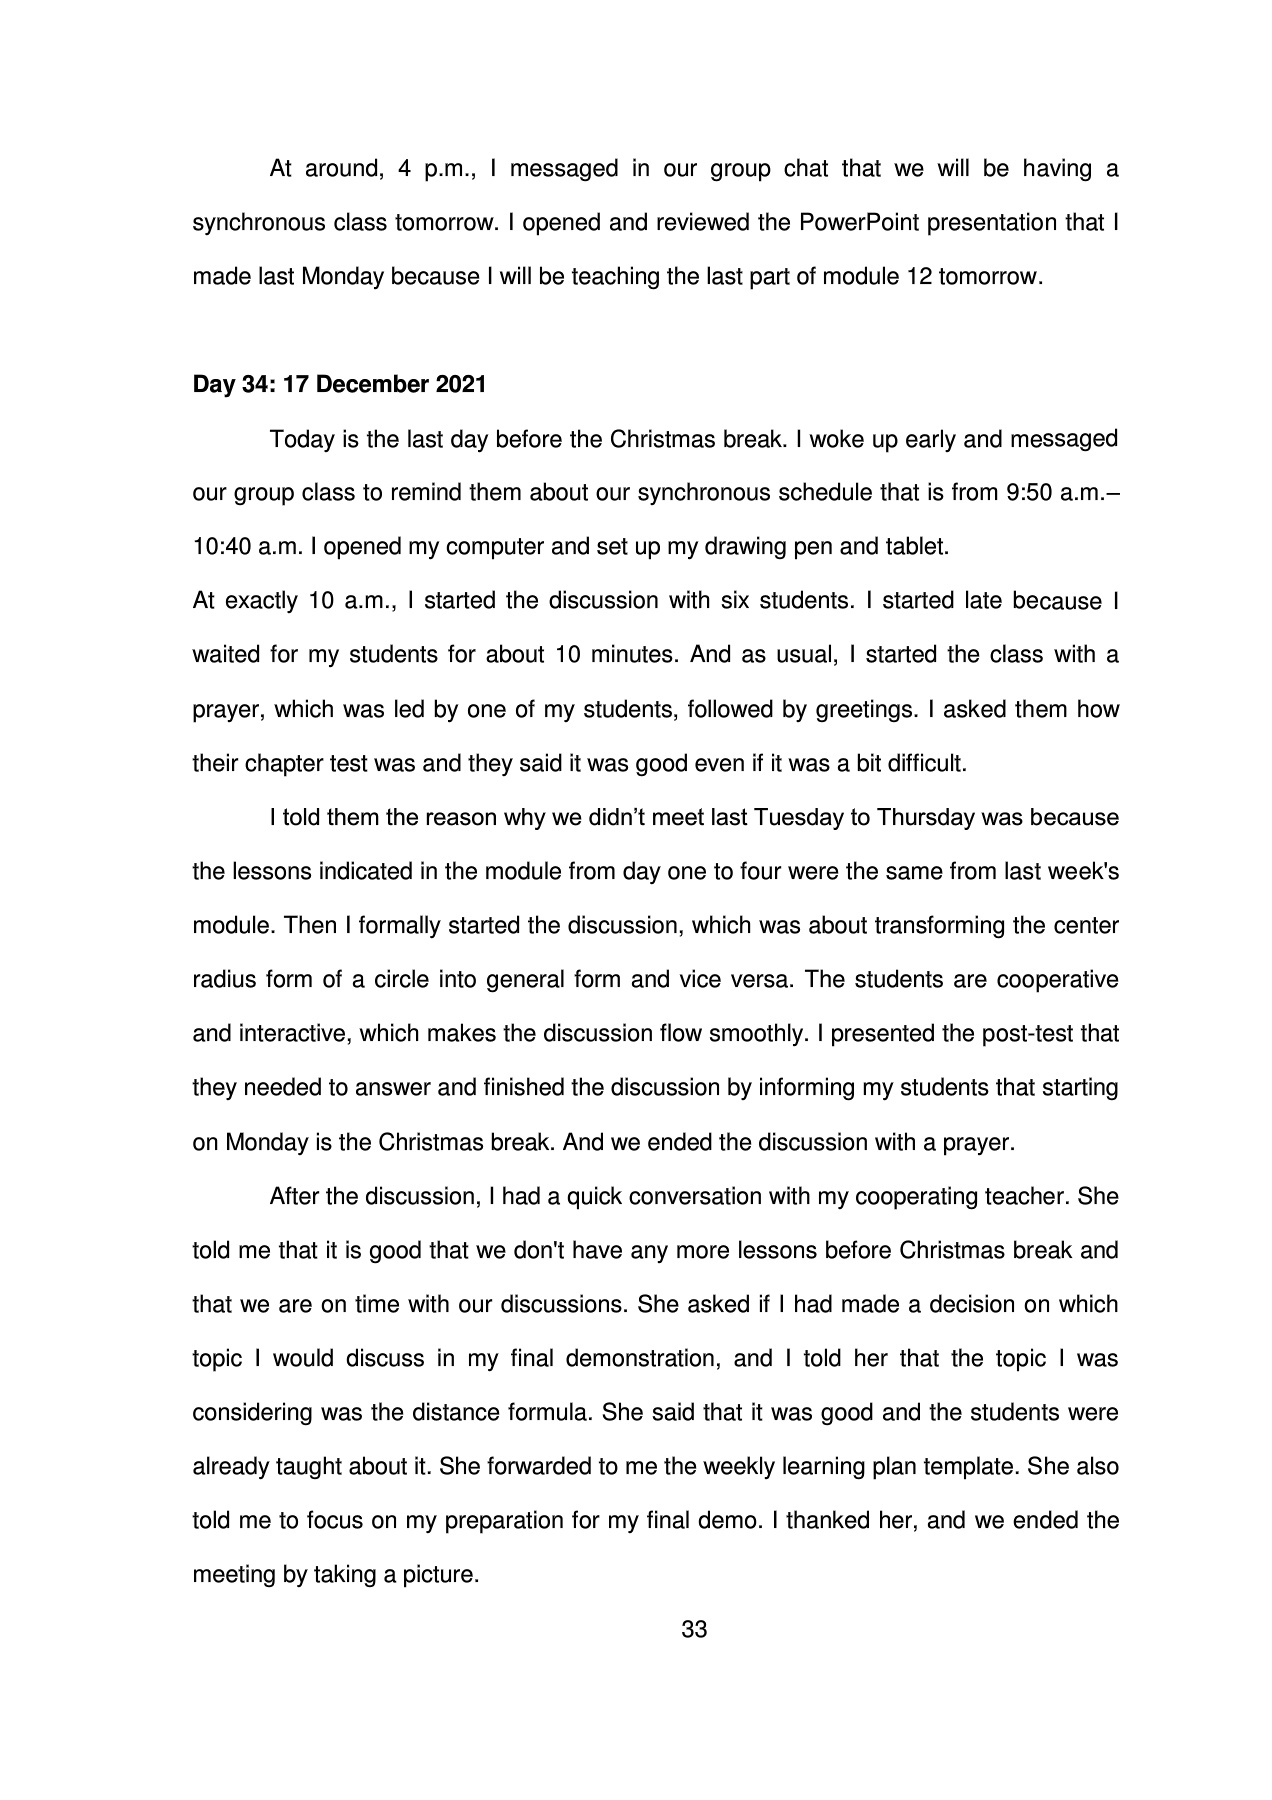 At around, 4 p.m., I messaged in our group chat that we will be having a
synchronous class tomorrow. I opened and reviewed the PowerPoint presentation that I
made last Monday because I will be teaching the last part of module 12 tomorrow.
Day 34: 17 December 2021
Today is the last day before the Christmas break. I woke up early and messaged
our group class to remind them about our synchronous schedule that is from 9:50 a.m.–
10:40 a.m. I opened my computer and set up my drawing pen and tablet.
At exactly 10 a.m., I started the discussion with six students. I started late because I
waited for my students for about 10 minutes. And as usual, I started the class with a
prayer, which was led by one of my students, followed by greetings. I asked them how
their chapter test was and they said it was good even if it was a bit difficult.
I told them the reason why we didn’t meet last Tuesday to Thursday was because
the lessons indicated in the module from day one to four were the same from last week's
module. Then I formally started the discussion, which was about transforming the center
radius form of a circle into general form and vice versa. The students are cooperative
and interactive, which makes the discussion flow smoothly. I presented the post-test that
they needed to answer and finished the discussion by informing my students that starting
on Monday is the Christmas break. And we ended the discussion with a prayer.
After the discussion, I had a quick conversation with my cooperating teacher. She
told me that it is good that we don't have any more lessons before Christmas break and
that we are on time with our discussions. She asked if I had made a decision on which
topic I would discuss in my final demonstration, and I told her that the topic I was
considering was the distance formula. She said that it was good and the students were
already taught about it. She forwarded to me the weekly learning plan template. She also
told me to focus on my preparation for my final demo. I thanked her, and we ended the
meeting by taking a picture.
33